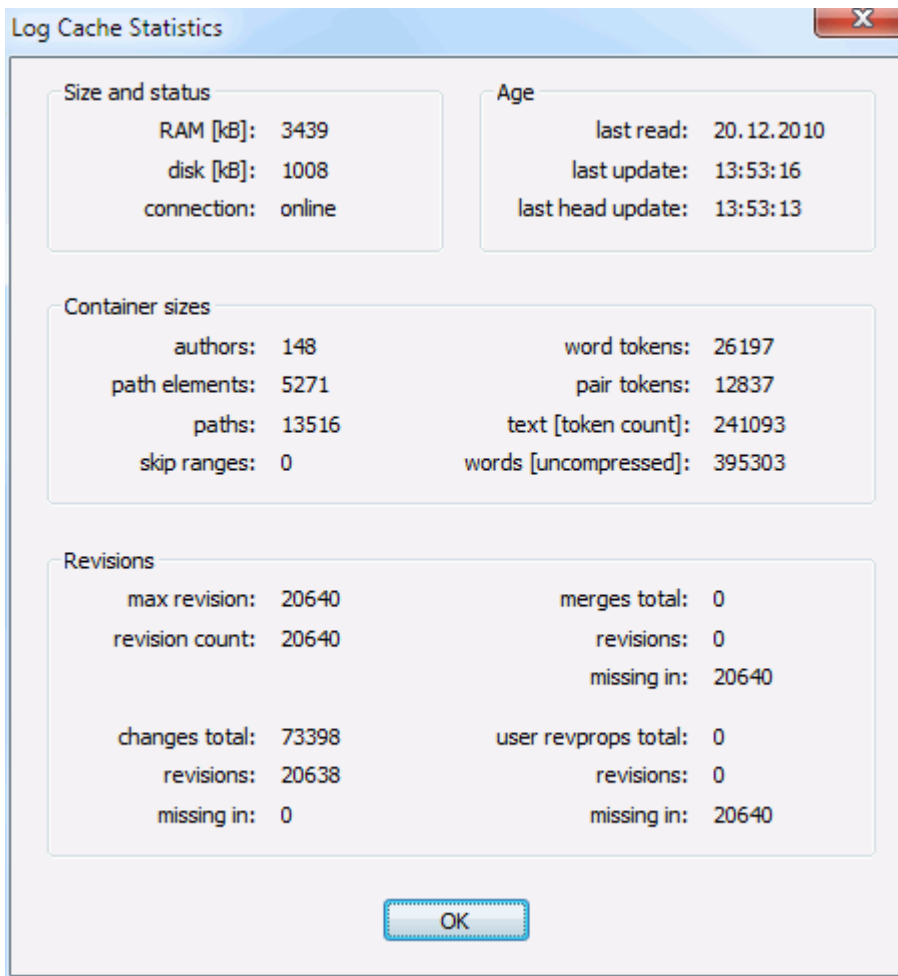 Log Cache Statistics
Size and status
RAM [kB]: 3439
disk [kB]: 1008
connection: online
Age
last read: 20.12.2010
last update: 13:53:16
last head update: 13:53:13
Container sizes
authors: 148
path elements: 5271
paths: 13516
skip ranges: 0
word tokens: 26197
pair tokens: 12837
text [token count]: 241093
words [uncompressed]: 395303
Revisions
max revision: 20640
revision count: 20640
merges total: 0
revisions: 0
missing in: 20640
changes total: 73398
revisions: 20638
missing in: 0
user revprops total: 0
revisions: 0
missing in: 20640
OK